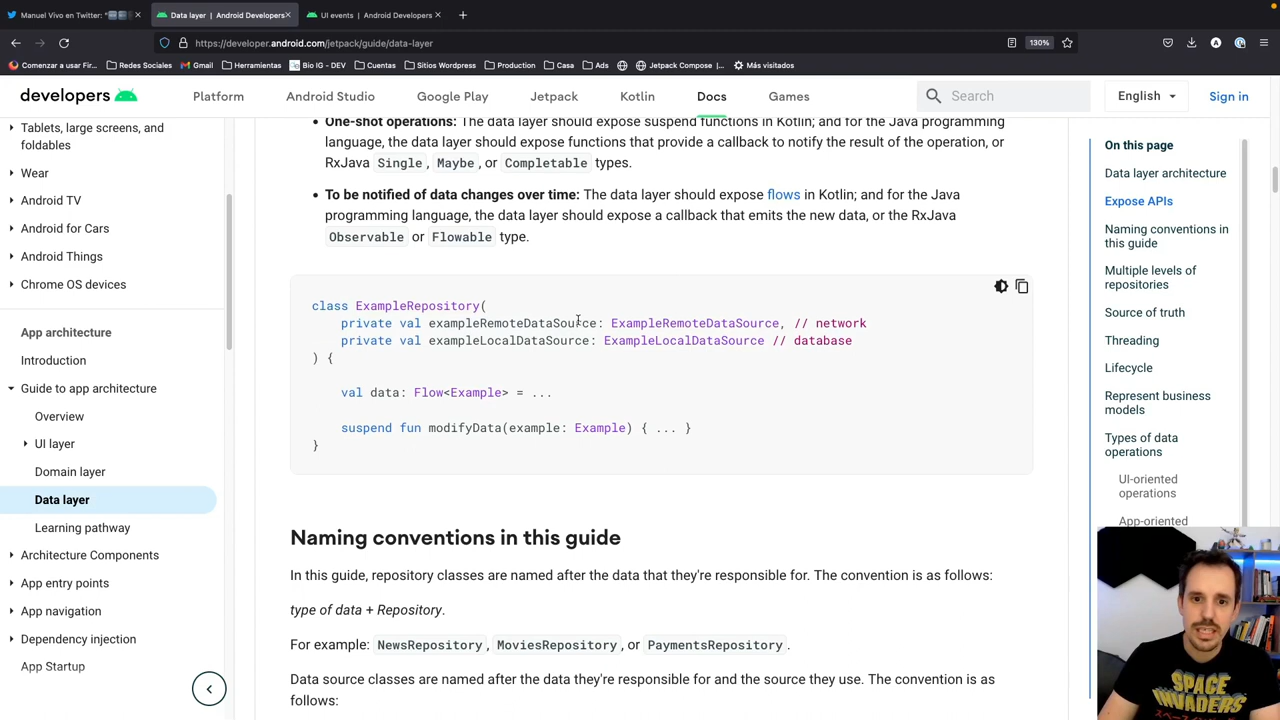 Manuel Vivo en Twitter: "
Data layer | Android Developers
UI events | Android Developers
https://developer.android.com/jetpack/guide/data-layer
130%
Comenzar a usar Fir…
Redes Sociales
Gmail
Herramientas
Bio IG - DEV
Cuentas
Sitios Wordpress
Production
Casa
Ads
Jetpack Compose |…
Más visitados
developers
Platform
Android Studio
Google Play
Jetpack
Kotlin
Docs
Games
Search
English
Sign in
Tablets, large screens, and
foldables
Wear
Android TV
Android for Cars
Android Things
Chrome OS devices
App architecture
Introduction
Guide to app architecture
Overview
UI layer
Domain layer
Data layer
Learning pathway
Architecture Components
App entry points
App navigation
Dependency injection
App Startup
One-shot operations: The data layer should expose suspend functions in Kotlin; and for the Java programming
language, the data layer should expose functions that provide a callback to notify the result of the operation, or
RxJava Single, Maybe, or Completable types.
To be notified of data changes over time: The data layer should expose flows in Kotlin; and for the Java
programming language, the data layer should expose a callback that emits the new data, or the RxJava
Observable or Flowable type.
class ExampleRepository(
private val exampleRemoteDataSource: ExampleRemoteDataSource, // network
private val exampleLocalDataSource: ExampleLocalDataSource // database
) {
val data: Flow<Example> = ...
suspend fun modifyData(example: Example) { ... }
}
Naming conventions in this guide
In this guide, repository classes are named after the data that they're responsible for. The convention is as follows:
type of data + Repository.
For example: NewsRepository, MoviesRepository, or PaymentsRepository.
Data source classes are named after the data they're responsible for and the source they use. The convention is as
follows:
On this page
Data layer architecture
Expose APIs
Naming conventions in
this guide
Multiple levels of
repositories
Source of truth
Threading
Lifecycle
Represent business
models
Types of data
operations
UI-oriented
operations
App-oriented
SPACE
INVADERS